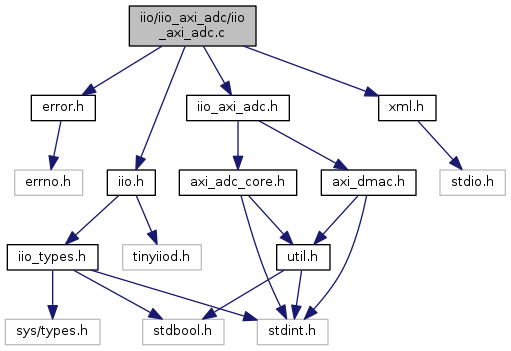 iio/iio_axi_adc/iio
_axi_adc.c
error.h
iio_axi_adc.h
xml.h
errno.h
iio.h
axi_adc_core.h
axi_dmac.h
stdio.h
iio_types.h
tinyiiod.h
util.h
sys/types.h
stdbool.h
stdint.h